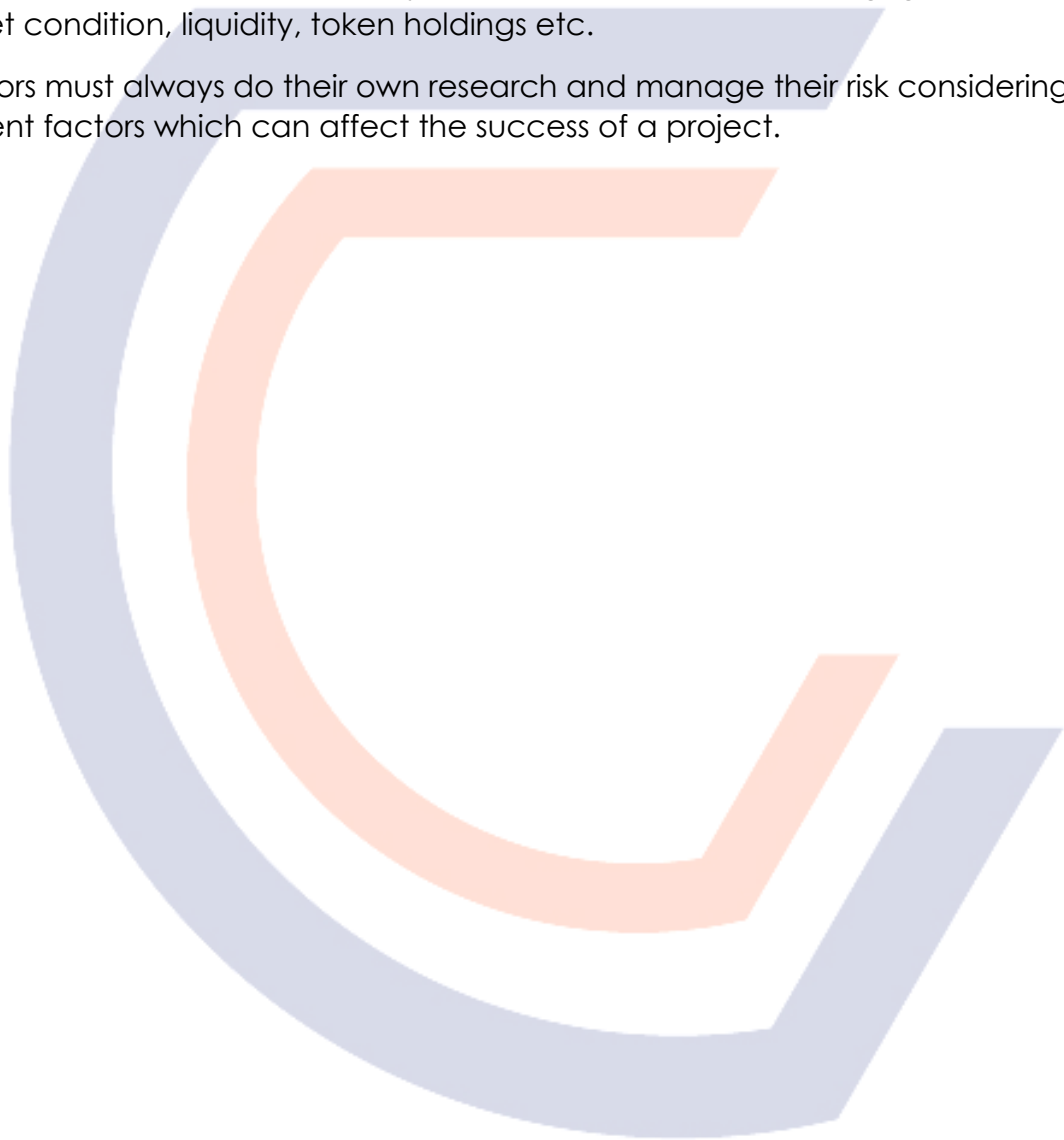 et condition, liquidity, token holdings etc.
ors must always do their own research and manage their risk considering
ent factors which can affect the success of a project.